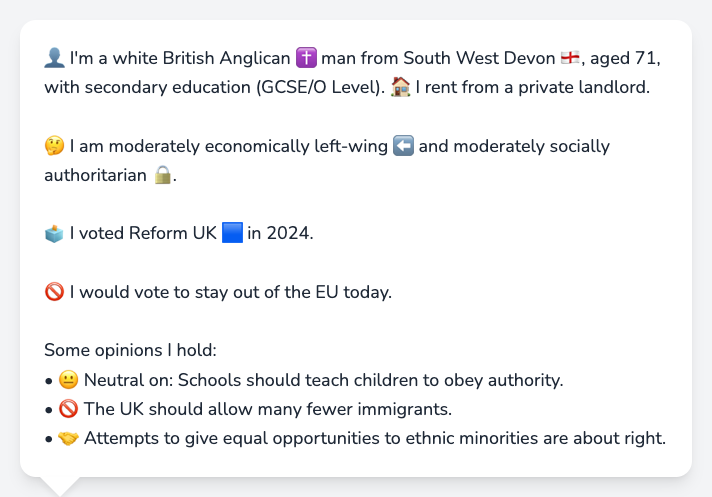 👤 I'm a white British Anglican ✝️ man from South West Devon 🏴󠁧󠁢󠁥󠁮󠁧󠁿, aged 71,
with secondary education (GCSE/O Level). 🏠 I rent from a private landlord.
🤔 I am moderately economically left-wing ⬅️ and moderately socially
authoritarian 🔒.
🗳️ I voted Reform UK 🟦 in 2024.
🚫 I would vote to stay out of the EU today.
Some opinions I hold:
• 😐 Neutral on: Schools should teach children to obey authority.
• 🚫 The UK should allow many fewer immigrants.
• 🤝 Attempts to give equal opportunities to ethnic minorities are about right.